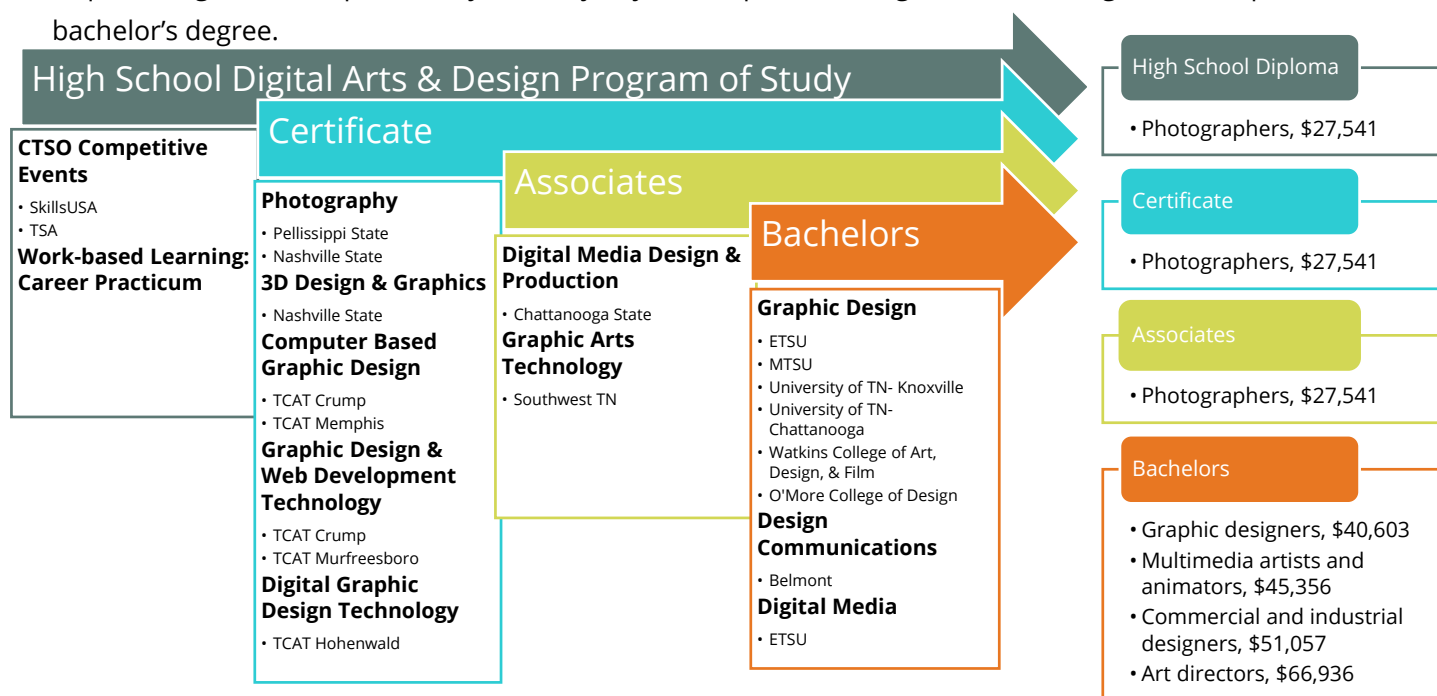 bachelor’s degree.
High School Digital Arts & Design Program of Study
CTSO Competitive
Events
• SkillsUSA
• TSA
Work-based Learning:
Career Practicum
Certificate
Photography
• Pellissippi State
• Nashville State
3D Design & Graphics
• Nashville State
Computer Based
Graphic Design
• TCAT Crump
• TCAT Memphis
Graphic Design &
Web Development
Technology
• TCAT Crump
• TCAT Murfreesboro
Digital Graphic
Design Technology
• TCAT Hohenwald
Associates
Digital Media Design &
Production
• Chattanooga State
Graphic Arts
Technology
• Southwest TN
Bachelors
Graphic Design
• ETSU
• MTSU
• University of TN- Knoxville
• University of TN-
Chattanooga
• Watkins College of Art,
Design, & Film
• O'More College of Design
Design
Communications
• Belmont
Digital Media
• ETSU
High School Diploma
• Photographers, $27,541
Certificate
• Photographers, $27,541
Associates
• Photographers, $27,541
Bachelors
• Graphic designers, $40,603
• Multimedia artists and
animators, $45,356
• Commercial and industrial
designers, $51,057
• Art directors, $66,936